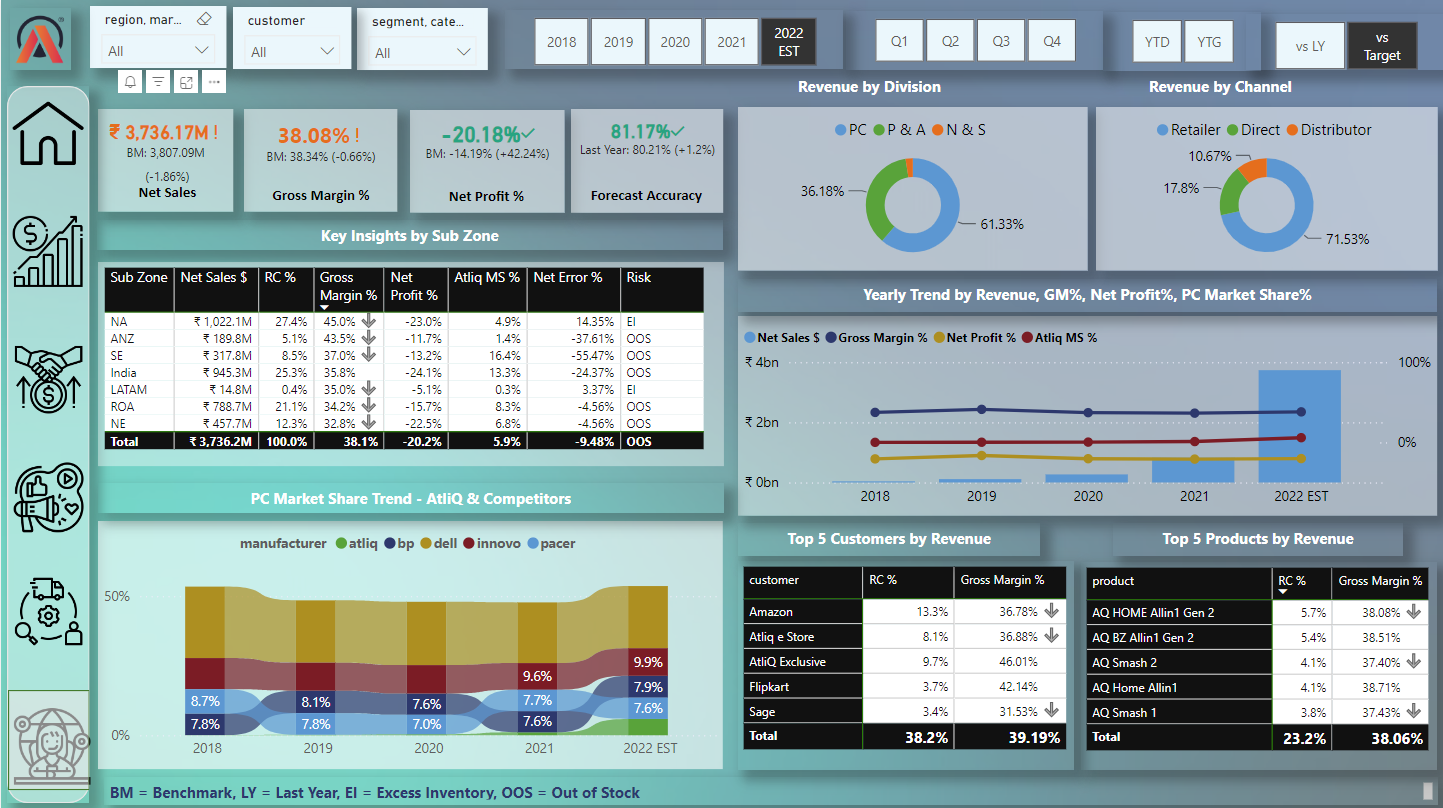 region, mar...
All
customer
All
segment, cate...
All
2018
2019
2020
2021
2022
EST
Q1
Q2
Q3
Q4
YTD
YTG
vs LY
vs
Target
₹ 3,736.17M !
BM: 3,807.09M
(-1.86%)
Net Sales
38.08% !
BM: 38.34% (-0.66%)
Gross Margin %
-20.18%✓
BM: -14.19% (+42.24%)
Net Profit %
81.17%✓
Last Year: 80.21% (+1.2%)
Forecast Accuracy
Revenue by Division
PC P & A N & S
36.18%
61.33%
Revenue by Channel
Retailer Direct Distributor
10.67%
17.8%
71.53%
Key Insights by Sub Zone
Sub Zone Net Sales $ RC % Gross Margin % Net Profit % Atliq MS % Net Error % Risk
NA ₹ 1,022.1M 27.4% 45.0% -23.0% 4.9% 14.35% EI
ANZ ₹ 189.8M 5.1% 43.5% -11.7% 1.4% -37.61% OOS
SE ₹ 317.8M 8.5% 37.0% -13.2% 16.4% -55.47% OOS
India ₹ 945.3M 25.3% 35.8% -24.1% 13.3% -24.37% OOS
LATAM ₹ 14.8M 0.4% 35.0% -5.1% 0.3% 3.37% EI
ROA ₹ 788.7M 21.1% 34.2% -15.7% 8.3% -4.56% OOS
NE ₹ 457.7M 12.3% 32.8% -22.5% 6.8% -4.56% OOS
Total ₹ 3,736.2M 100.0% 38.1% -20.2% 5.9% -9.48% OOS
Yearly Trend by Revenue, GM%, Net Profit%, PC Market Share%
Net Sales $ Gross Margin % Net Profit % Atliq MS %
₹ 4bn
₹ 2bn
₹ 0bn
100%
0%
2018 2019 2020 2021 2022 EST
PC Market Share Trend - AtliQ & Competitors
manufacturer atliq bp dell innovo pacer
50%
0%
8.7%
7.8%
8.1%
7.8%
7.6%
7.0%
9.6%
7.7%
7.6%
9.9%
7.9%
7.6%
2018 2019 2020 2021 2022 EST
Top 5 Customers by Revenue
customer RC % Gross Margin %
Amazon 13.3% 36.78%
Atliq e Store 8.1% 36.88%
AtliQ Exclusive 9.7% 46.01%
Flipkart 3.7% 42.14%
Sage 3.4% 31.53%
Total 38.2% 39.19%
Top 5 Products by Revenue
product RC % Gross Margin %
AQ HOME Allin1 Gen 2 5.7% 38.08%
AQ BZ Allin1 Gen 2 5.4% 38.51%
AQ Smash 2 4.1% 37.40%
AQ Home Allin1 4.1% 38.71%
AQ Smash 1 3.8% 37.43%
Total 23.2% 38.06%
BM = Benchmark, LY = Last Year, EI = Excess Inventory, OOS = Out of Stock